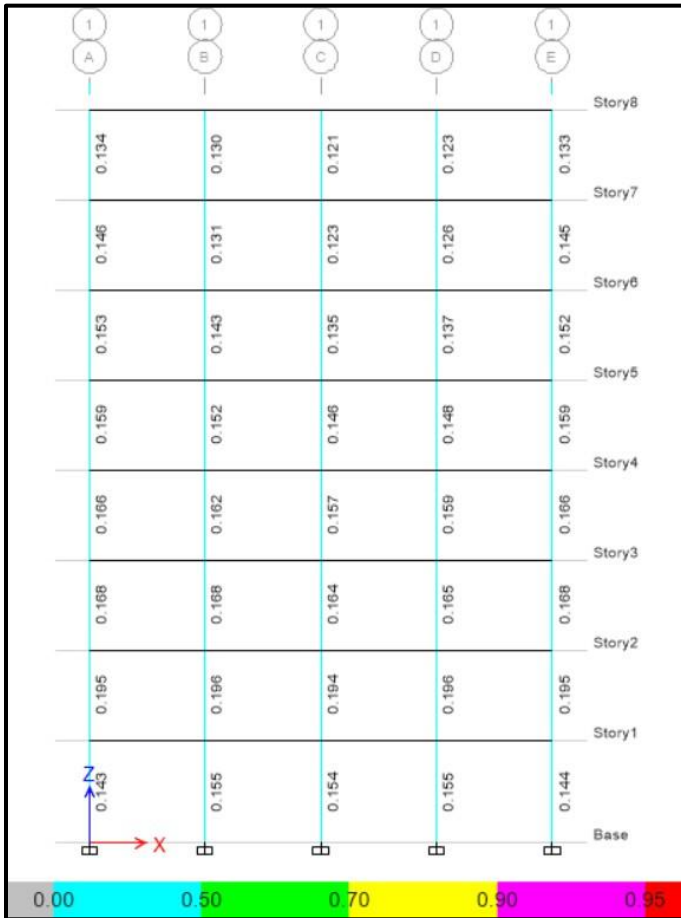 1 1 1 1 1
A B C D E
Story8
0.134 0.130 0.121 0.123 0.133
Story7
0.146 0.131 0.123 0.126 0.145
Story6
0.153 0.143 0.135 0.137 0.152
Story5
0.159 0.152 0.146 0.148 0.159
Story4
0.166 0.162 0.157 0.159 0.166
Story3
0.168 0.168 0.164 0.165 0.168
Story2
0.195 0.196 0.194 0.196 0.195
Story1
Z
0.143 0.155 0.154 0.155 0.144
Base
X
0.00 0.50 0.70 0.90 0.95